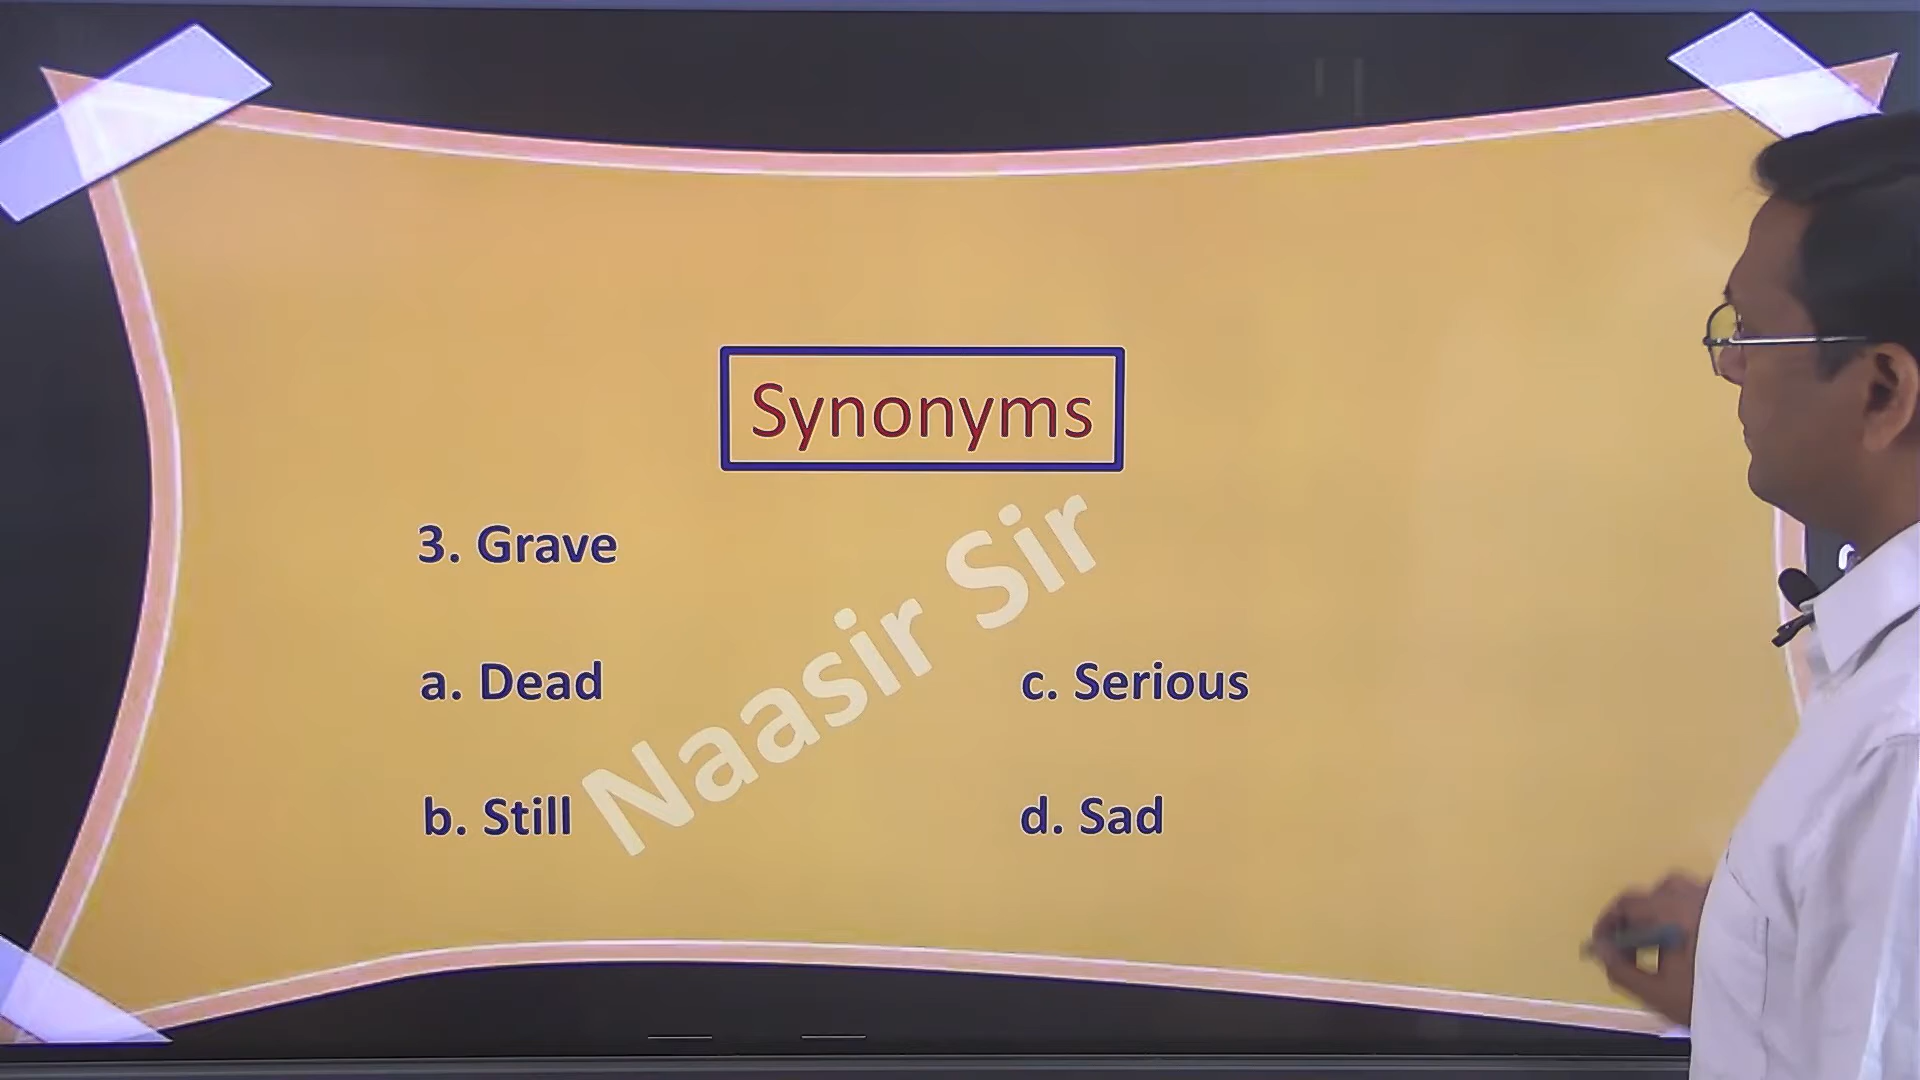 Synonyms
3. Grave
a. Dead
c. Serious
b. Still
d. Sad
Naasir Sir